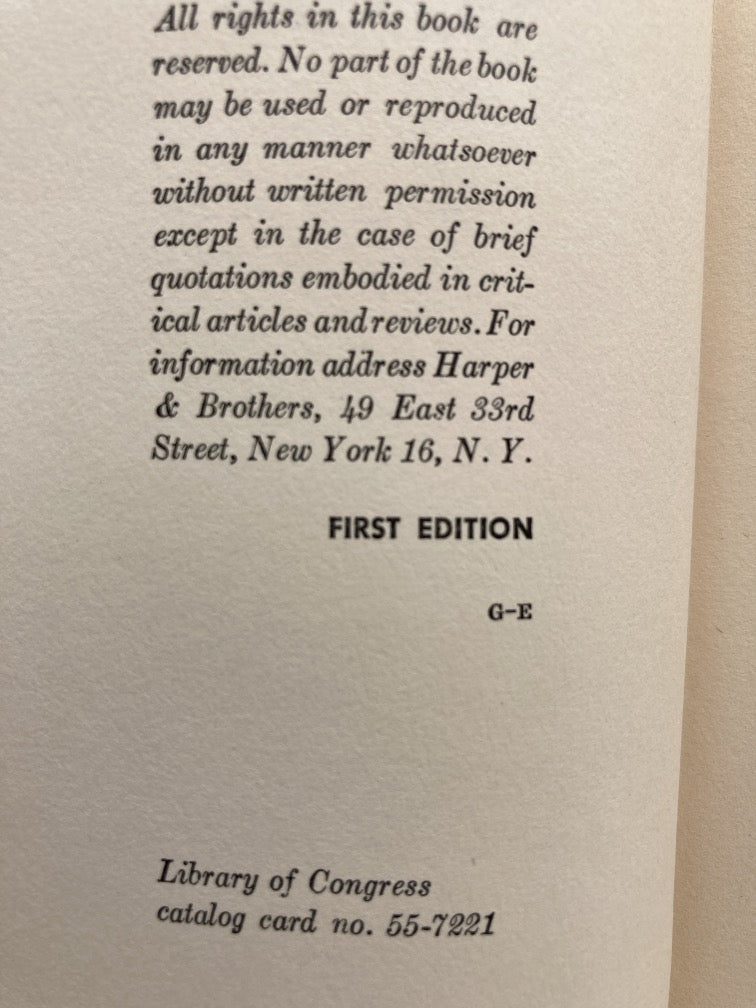 All rights in this book are
reserved. No part of the book
may be used or reproduced
in any manner whatsoever
without written permission
except in the case of brief
quotations embodied in crit-
ical articles and reviews. For
information address Harper
& Brothers, 49 East 33rd
Street, New York 16, N. Y.
FIRST EDITION
G-E
Library of Congress
catalog card no. 55-7221